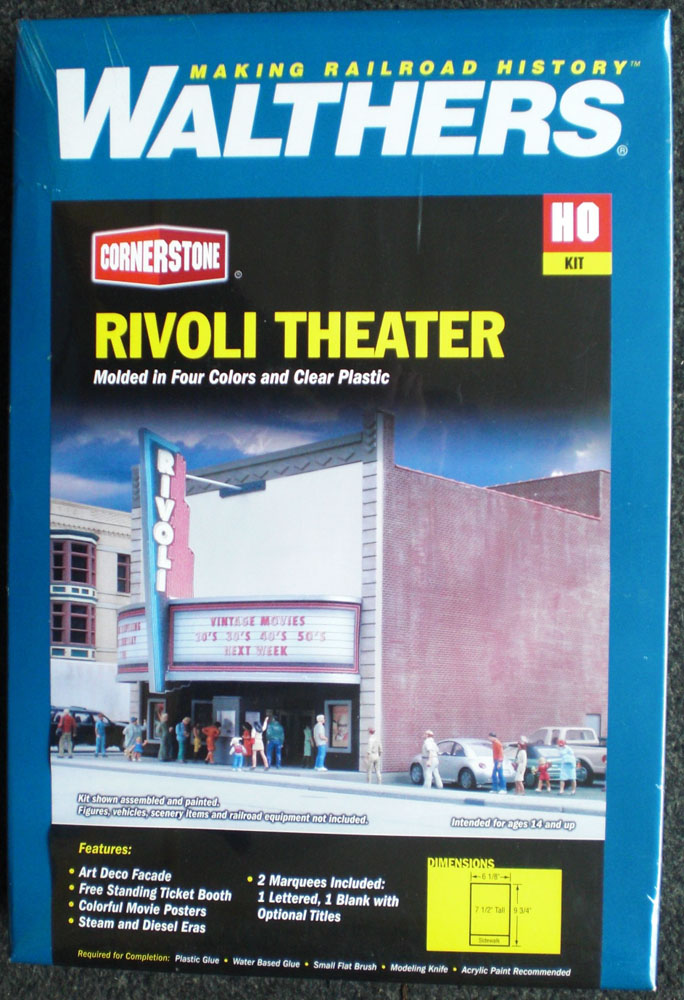 MAKING RAILROAD HISTORY™
WALTHERS®
HO
KIT
CORNERSTONE®
RIVOLI THEATER
Molded in Four Colors and Clear Plastic
RIVOLI
VINTAGE MOVIES
30'S 40'S 50'S
NEXT WEEK
Kit shown assembled and painted.
Figures, vehicles, scenery items and railroad equipment not included.
Intended for ages 14 and up
Features:
• Art Deco Facade
• Free Standing Ticket Booth
• Colorful Movie Posters
• Steam and Diesel Eras
• 2 Marquees Included:
1 Lettered, 1 Blank with
Optional Titles
DIMENSIONS
6 1/8"
7 1/2" Tall
9 3/4"
Sidewalk
Required for Completion: Plastic Glue • Water Based Glue • Small Flat Brush • Modeling Knife • Acrylic Paint Recommended